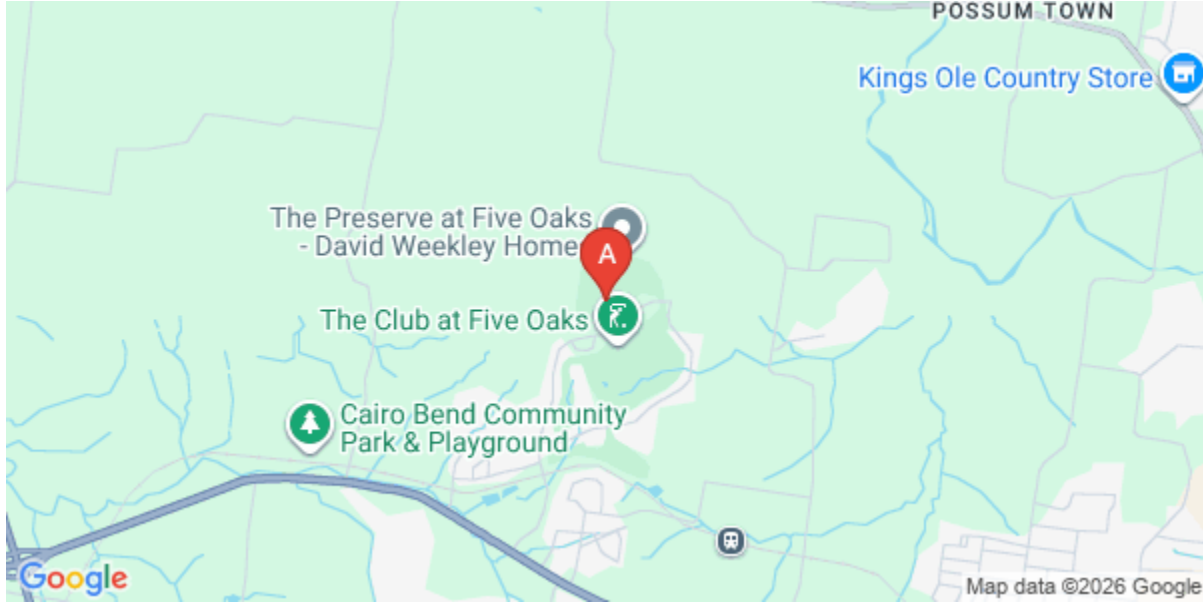 POSSUM TOWN
Kings Ole Country Store
The Preserve at Five Oaks
- David Weekley Home
A
The Club at Five Oaks
Cairo Bend Community
Park & Playground
Google
Map data ©2026 Google